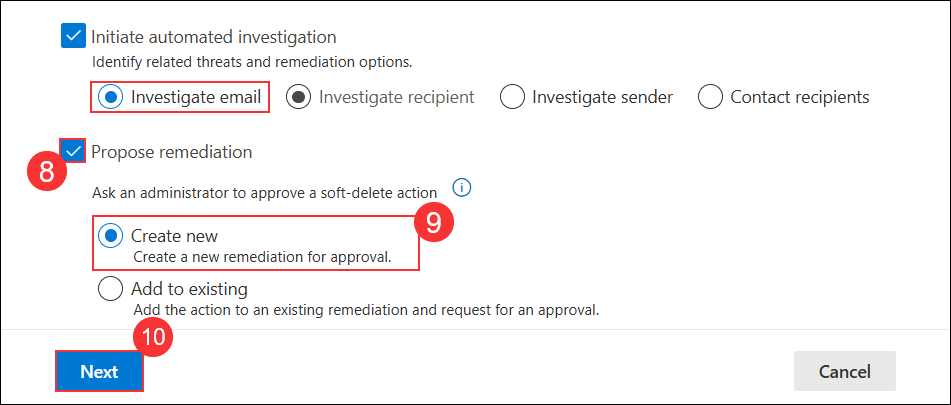 Initiate automated investigation
Identify related threats and remediation options.
Investigate email Investigate recipient Investigate sender Contact recipients
8 Propose remediation
Ask an administrator to approve a soft-delete action i
9
Create new
Create a new remediation for approval.
Add to existing
Add the action to an existing remediation and request for an approval.
10
Next Cancel